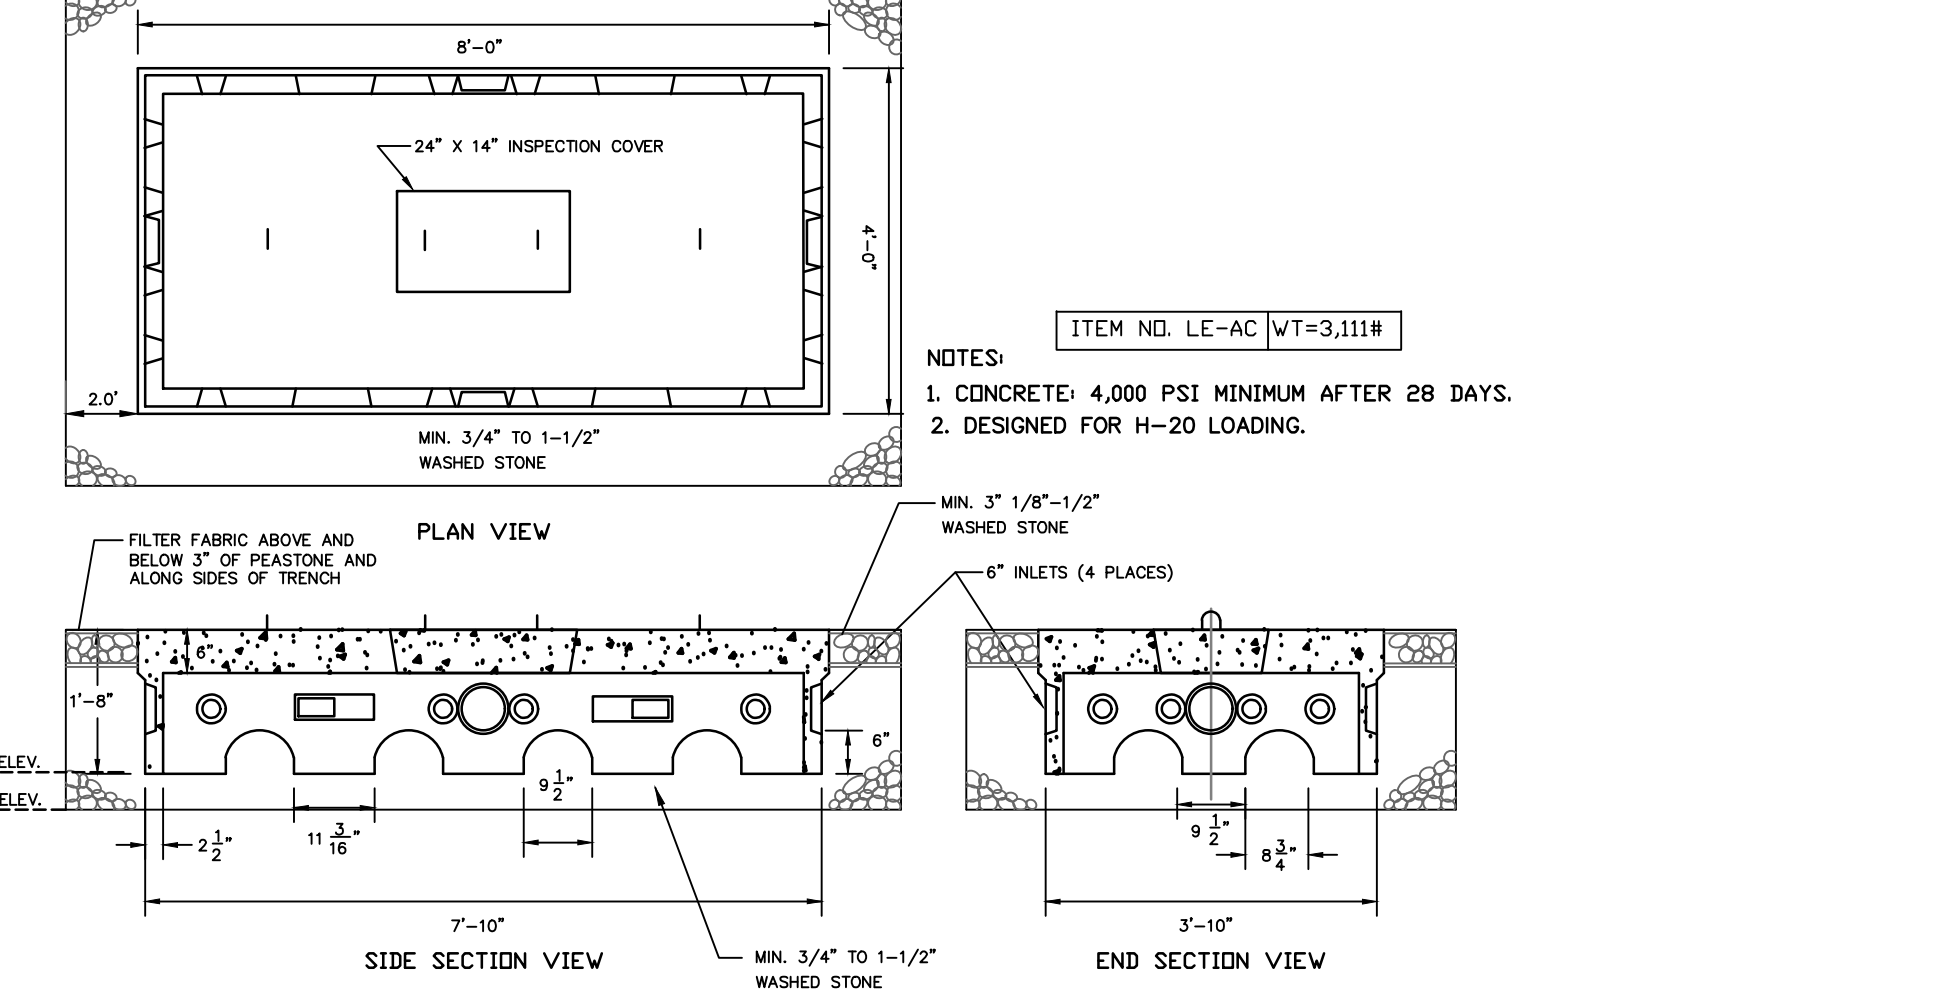 8'-0"
24" X 14" INSPECTION COVER
4'-0"
2.0'
MIN. 3/4" TO 1-1/2"
WASHED STONE
PLAN VIEW
ITEM NO. LE-AC WT=3,111#
NOTES:
1. CONCRETE: 4,000 PSI MINIMUM AFTER 28 DAYS.
2. DESIGNED FOR H-20 LOADING.
FILTER FABRIC ABOVE AND
BELOW 3" OF PEASTONE AND
ALONG SIDES OF TRENCH
MIN. 3" 1/8"-1/2"
WASHED STONE
6" INLETS (4 PLACES)
6"
1'-8"
6"
ELEV.
ELEV.
2 1/2"
11 3/16"
9 1/2"
7'-10"
SIDE SECTION VIEW
MIN. 3/4" TO 1-1/2"
WASHED STONE
9 1/2"
8 3/4"
3'-10"
END SECTION VIEW